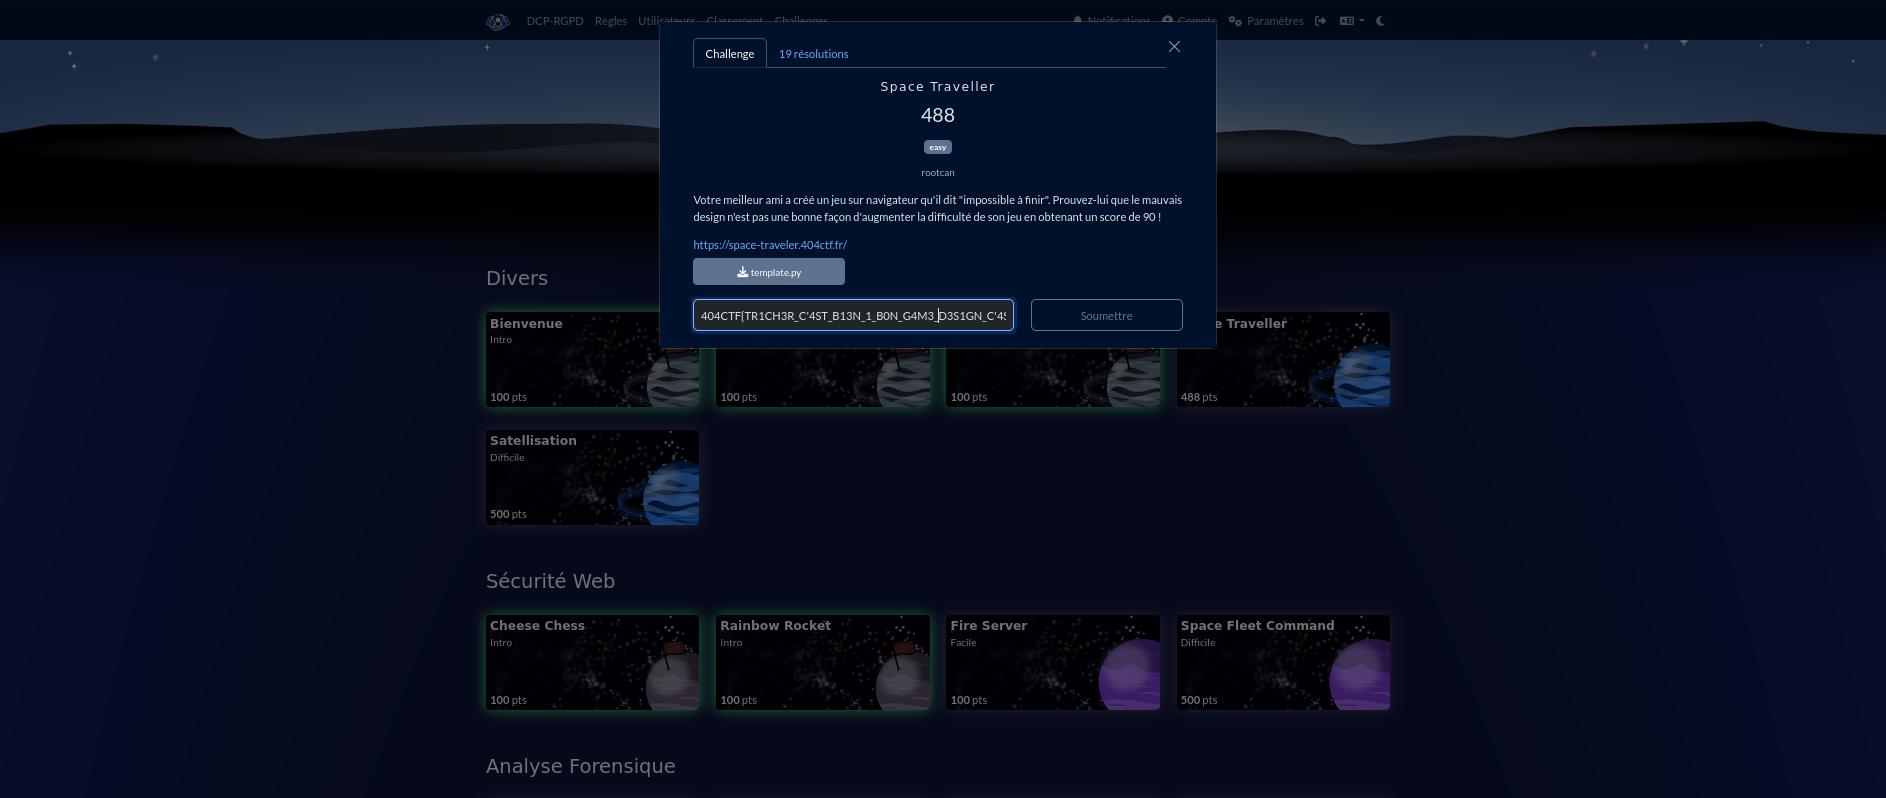 DCP-RGPD Règles Utilisateurs Classement Challenges Notifications Compte Paramètres
Challenge 19 résolutions
Space Traveller
488
easy
rootcan
Votre meilleur ami a créé un jeu sur navigateur qu'il dit "impossible à finir". Prouvez-lui que le mauvais
design n'est pas une bonne façon d'augmenter la difficulté de son jeu en obtenant un score de 90 !
https://space-traveler.404ctf.fr/
template.py
404CTF{TR1CH3R_C'4ST_B13N_1_B0N_G4M3_D3S1GN_C'4S
Soumettre
Divers
Bienvenue
Intro
100 pts
100 pts
100 pts
Traveller
488 pts
Satellisation
Difficile
500 pts
Sécurité Web
Cheese Chess
Intro
100 pts
Rainbow Rocket
Intro
100 pts
Fire Server
Facile
100 pts
Space Fleet Command
Difficile
500 pts
Analyse Forensique